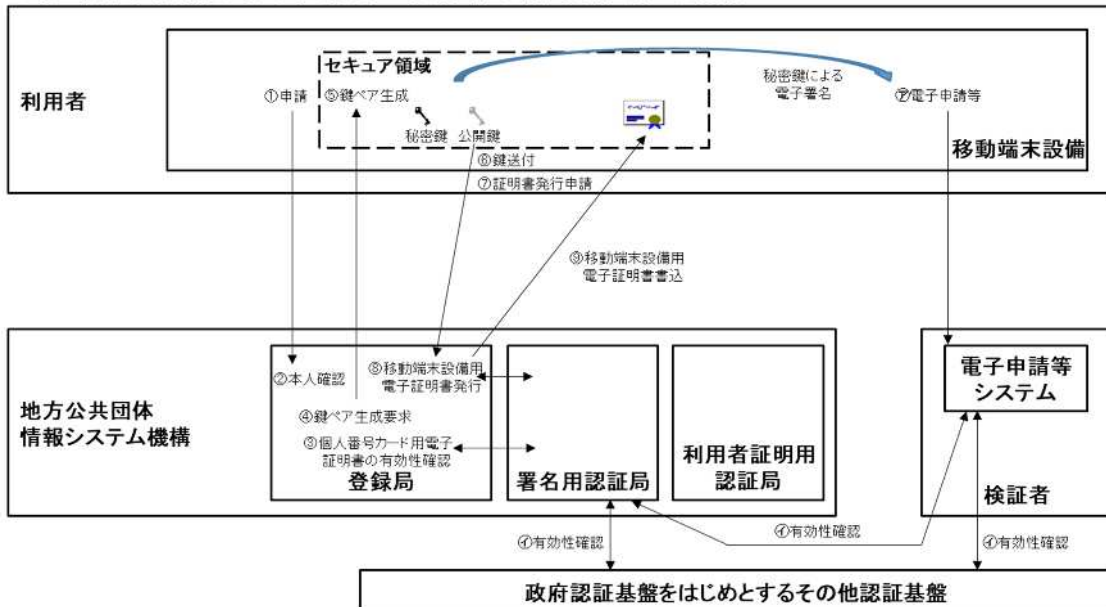 セキュア領域
利用者
①申請
⑤鍵ペア生成
秘密鍵
公開鍵
秘密鍵による
電子署名
㋐電子申請等
移動端末設備
⑥鍵送付
⑦証明書発行申請
⑨移動端末設備用
電子証明書書込
地方公共団体
情報システム機構
②本人確認
⑧移動端末設備用
電子証明書発行
④鍵ペア生成要求
③個人番号カード用電子
証明書の有効性確認
登録局
署名用認証局
利用者証明用
認証局
電子申請等
システム
検証者
㋑有効性確認
㋑有効性確認
㋑有効性確認
政府認証基盤をはじめとするその他認証基盤